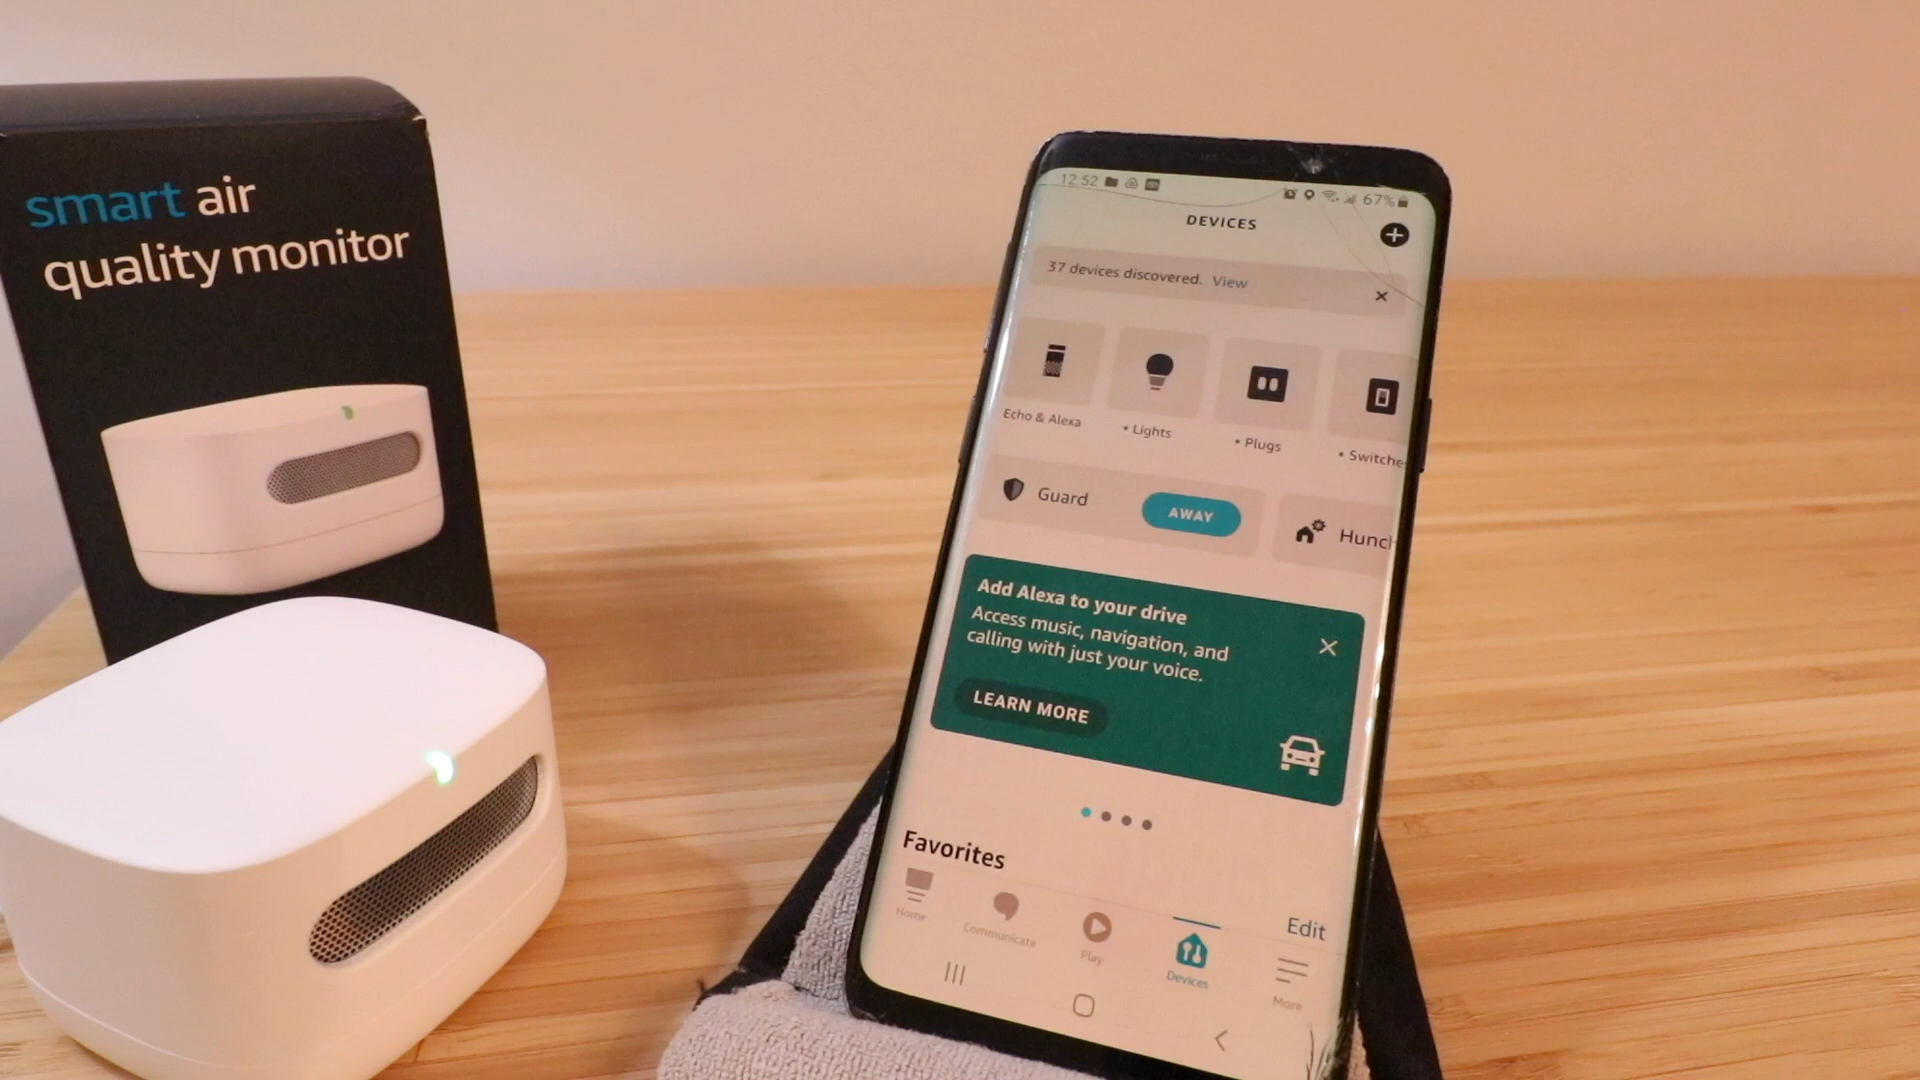 smart air
quality monitor
12:52
67%
DEVICES
37 devices discovered. View
Echo & Alexa
• Lights
• Plugs
• Switche
Guard
AWAY
Hunch
Add Alexa to your drive
Access music, navigation, and
calling with just your voice.
LEARN MORE
Favorites
Edit
Home
Communicate
Play
Devices
More